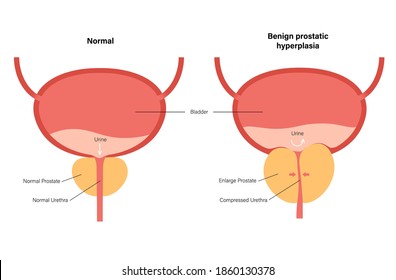 Normal
Benign prostatic
hyperplasia
Urine
Urine
Bladder
Normal Prostate
Normal Urethra
Enlarge Prostate
Compressed Urethra
shutterstock.com · 1860130378